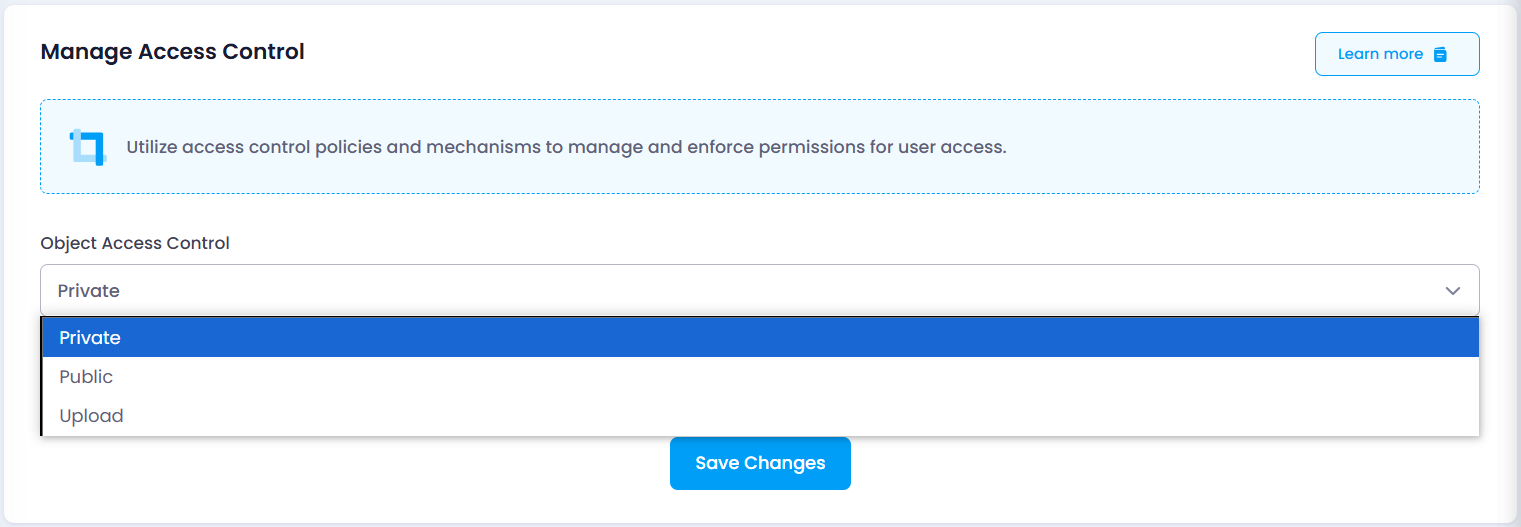 Manage Access Control
Learn more
Utilize access control policies and mechanisms to manage and enforce permissions for user access.
Object Access Control
Private
Private
Public
Upload
Save Changes